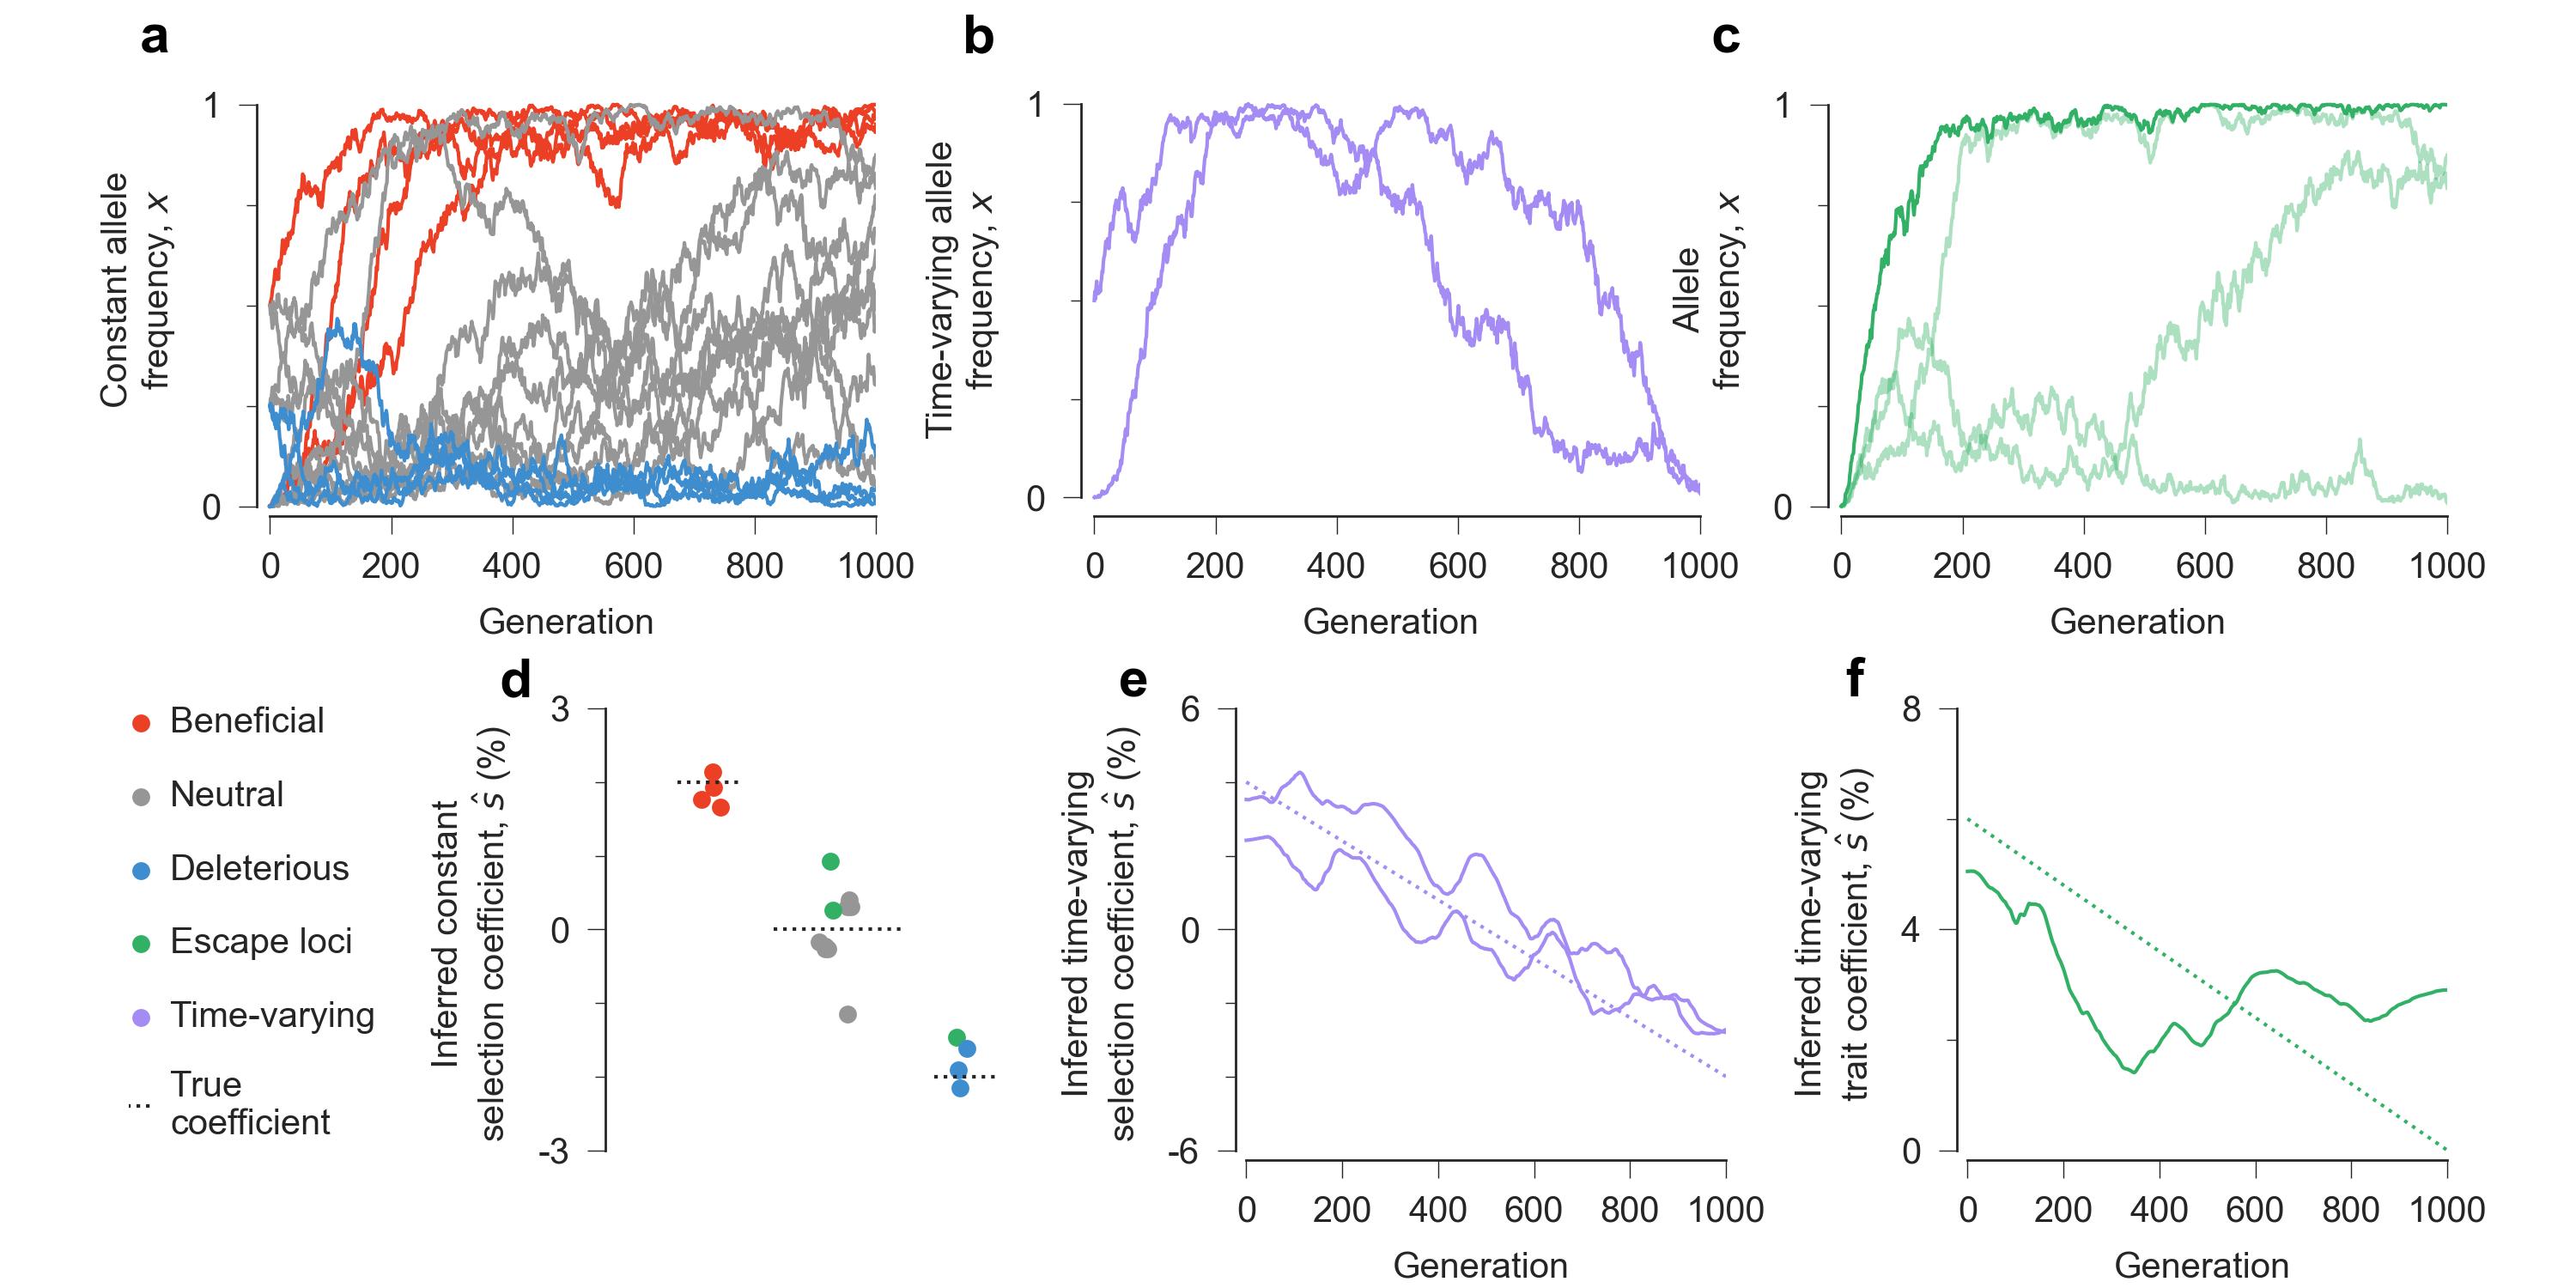 a
1
0
Constant allele
frequency, x
0 200 400 600 800 1000
Generation
b
1
0
Time-varying allele
frequency, x
0 200 400 600 800 1000
Generation
c
1
0
Allele
frequency, x
0 200 400 600 800 1000
Generation
Beneficial
Neutral
Deleterious
Escape loci
Time-varying
True
coefficient
d
3
0
-3
Inferred constant
selection coefficient, ŝ (%)
e
6
0
-6
Inferred time-varying
selection coefficient, ŝ (%)
0 200 400 600 800 1000
Generation
f
8
4
0
Inferred time-varying
trait coefficient, ŝ (%)
0 200 400 600 800 1000
Generation